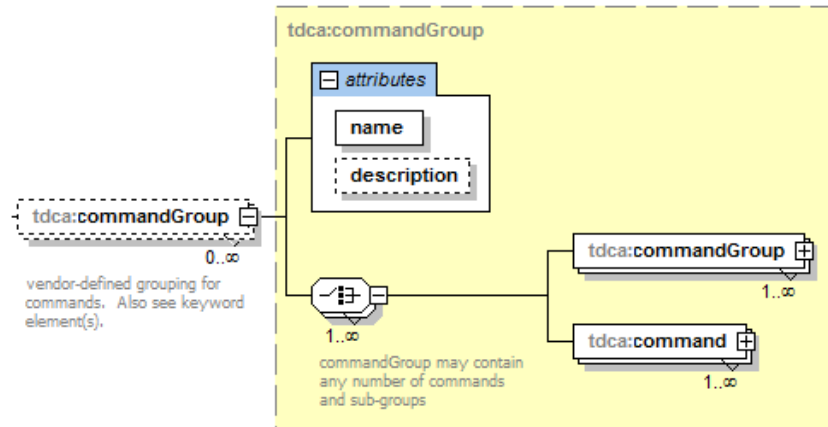 tdca:commandGroup
attributes
name
description
tdca:commandGroup
0..∞
vendor-defined grouping for
commands.  Also see keyword
element(s).
1..∞
commandGroup may contain
any number of commands
and sub-groups
tdca:commandGroup
1..∞
tdca:command
1..∞